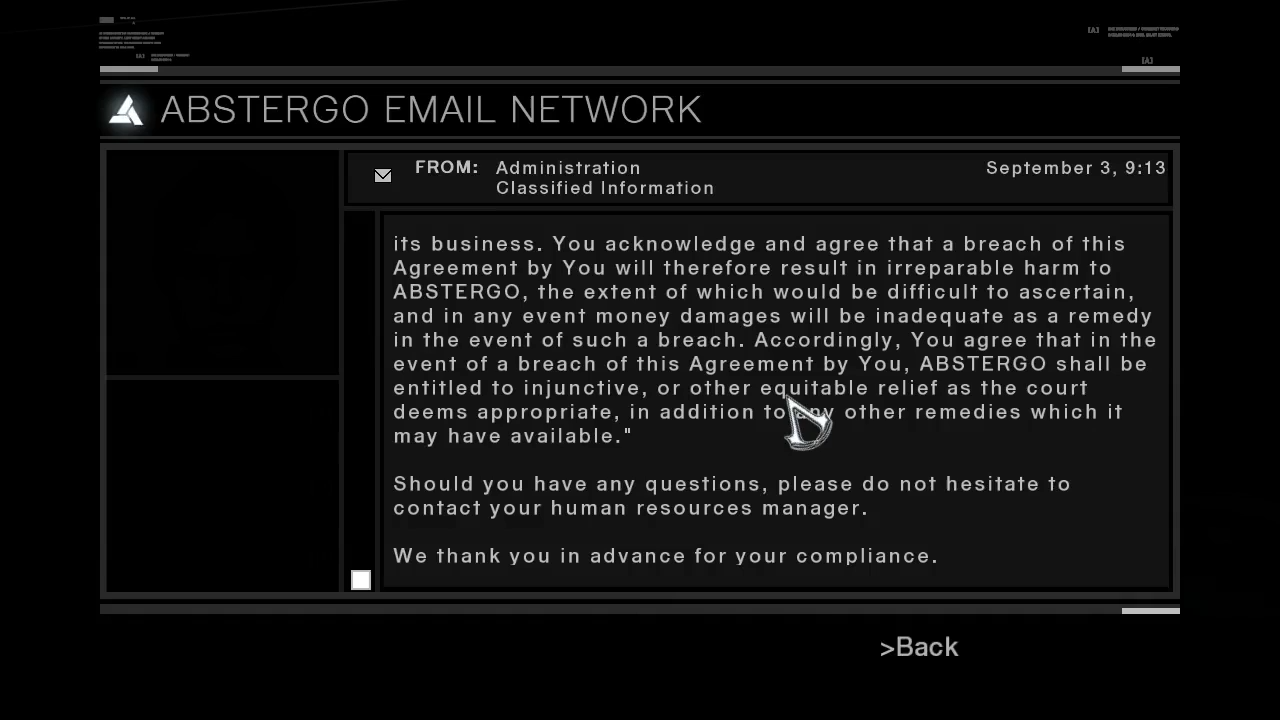 ABSTERGO EMAIL NETWORK
FROM: Administration
September 3, 9:13
Classified Information
its business. You acknowledge and agree that a breach of this
Agreement by You will therefore result in irreparable harm to
ABSTERGO, the extent of which would be difficult to ascertain,
and in any event money damages will be inadequate as a remedy
in the event of such a breach. Accordingly, You agree that in the
event of a breach of this Agreement by You, ABSTERGO shall be
entitled to injunctive, or other equitable relief as the court
deems appropriate, in addition to any other remedies which it
may have available."
Should you have any questions, please do not hesitate to
contact your human resources manager.
We thank you in advance for your compliance.
>Back